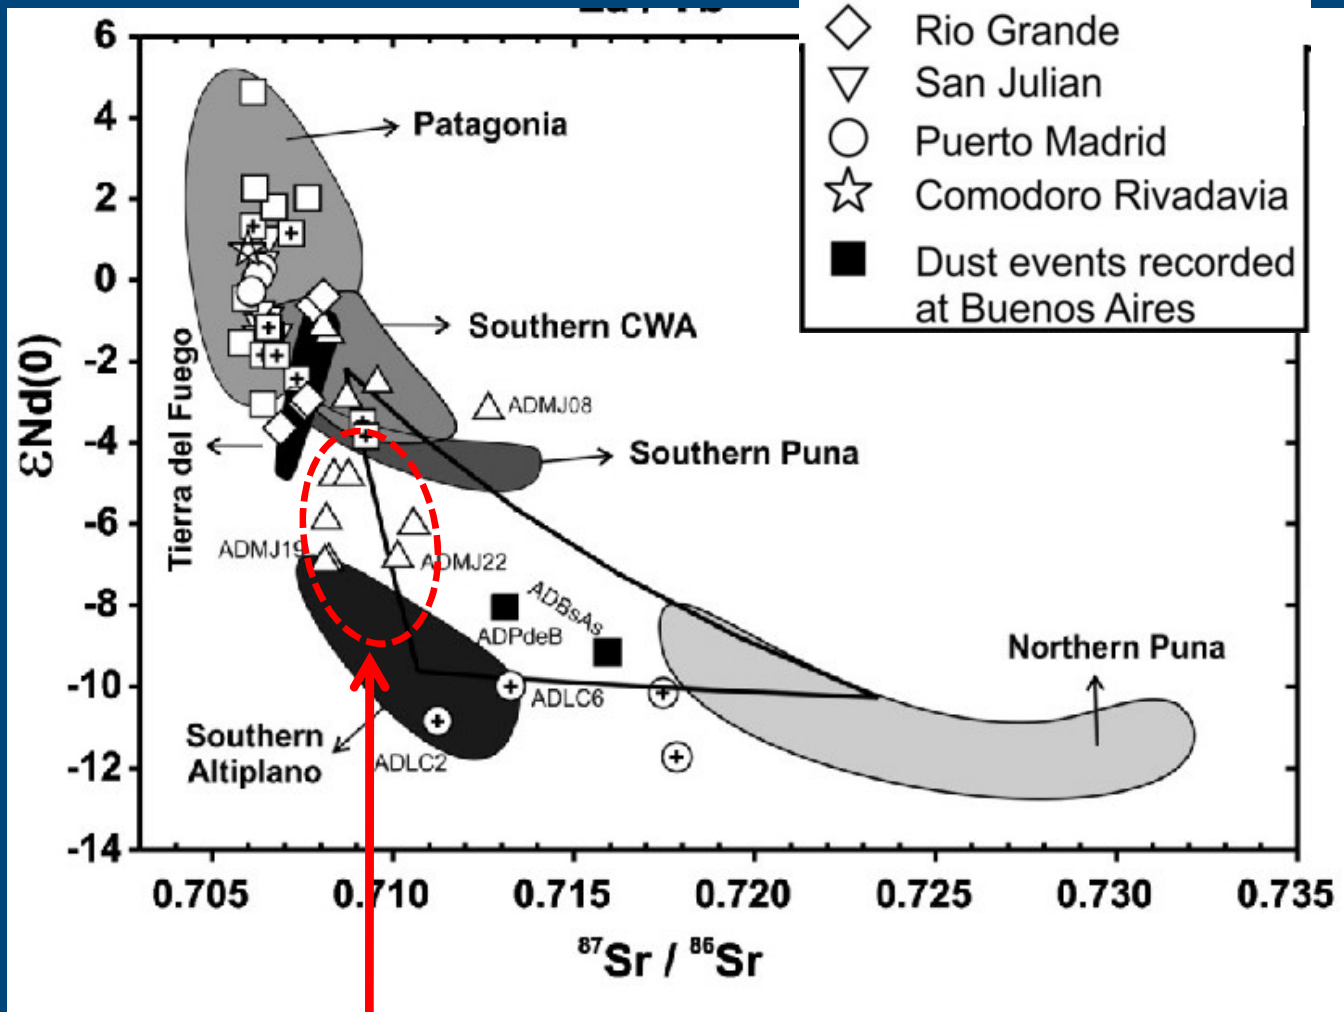 Rio Grande
San Julian
Puerto Madrid
Comodoro Rivadavia
Dust events recorded
at Buenos Aires
6
4
2
0
-2
-4
-6
-8
-10
-12
-14
εNd(0)
Patagonia
Southern CWA
ADMJ08
Southern Puna
Tierra del Fuego
ADMJ19
ADMJ22
ADBsAs
ADPdeB
Northern Puna
ADLC6
Southern
Altiplano
ADLC2
0.705
0.710
0.715
0.720
0.725
0.730
0.735
⁸⁷Sr / ⁸⁶Sr